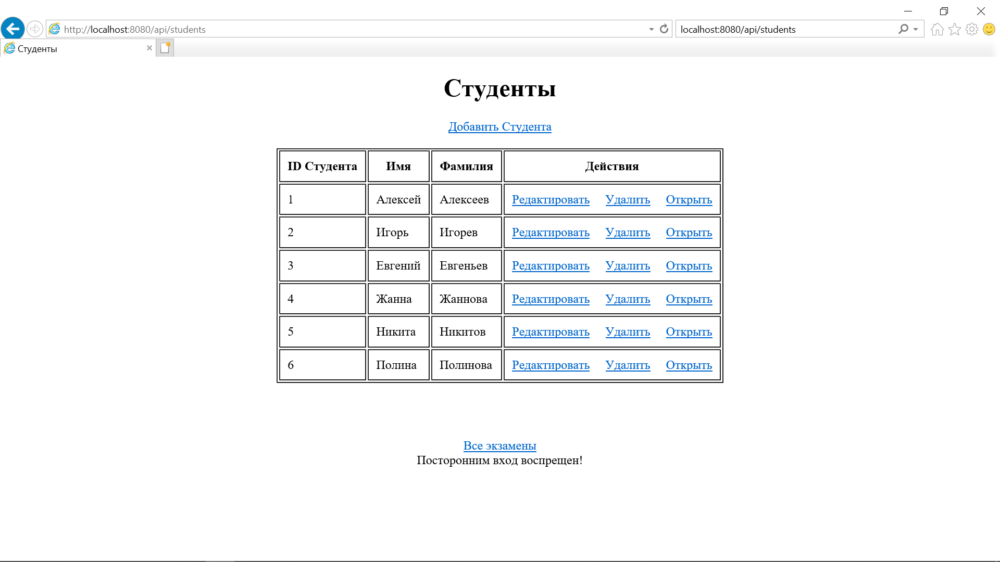 http://localhost:8080/api/students
localhost:8080/api/students
Студенты
Студенты
Добавить Студента
ID Студента Имя Фамилия Действия
1 Алексей Алексеев Редактировать Удалить Открыть
2 Игорь Игорев Редактировать Удалить Открыть
3 Евгений Евгеньев Редактировать Удалить Открыть
4 Жанна Жаннова Редактировать Удалить Открыть
5 Никита Никитов Редактировать Удалить Открыть
6 Полина Полинова Редактировать Удалить Открыть
Все экзамены
Посторонним вход воспрещен!